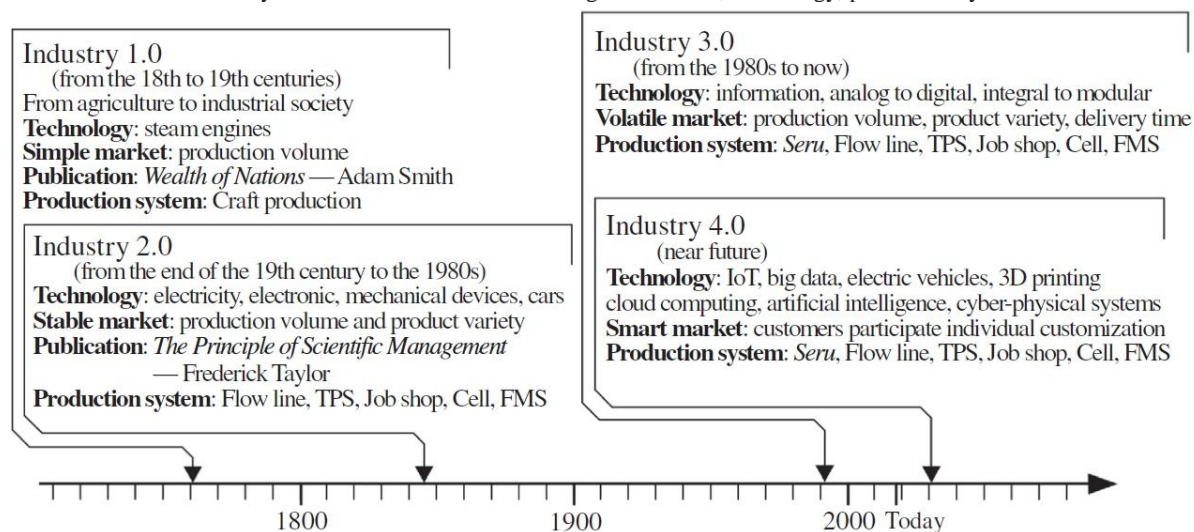 Industry 1.0
(from the 18th to 19th centuries)
From agriculture to industrial society
Technology: steam engines
Simple market: production volume
Publication: Wealth of Nations — Adam Smith
Production system: Craft production
Industry 2.0
(from the end of the 19th century to the 1980s)
Technology: electricity, electronic, mechanical devices, cars
Stable market: production volume and product variety
Publication: The Principle of Scientific Management
— Frederick Taylor
Production system: Flow line, TPS, Job shop, Cell, FMS
Industry 3.0
(from the 1980s to now)
Technology: information, analog to digital, integral to modular
Volatile market: production volume, product variety, delivery time
Production system: Seru, Flow line, TPS, Job shop, Cell, FMS
Industry 4.0
(near future)
Technology: IoT, big data, electric vehicles, 3D printing
cloud computing, artificial intelligence, cyber-physical systems
Smart market: customers participate individual customization
Production system: Seru, Flow line, TPS, Job shop, Cell, FMS
1800 1900 2000 Today